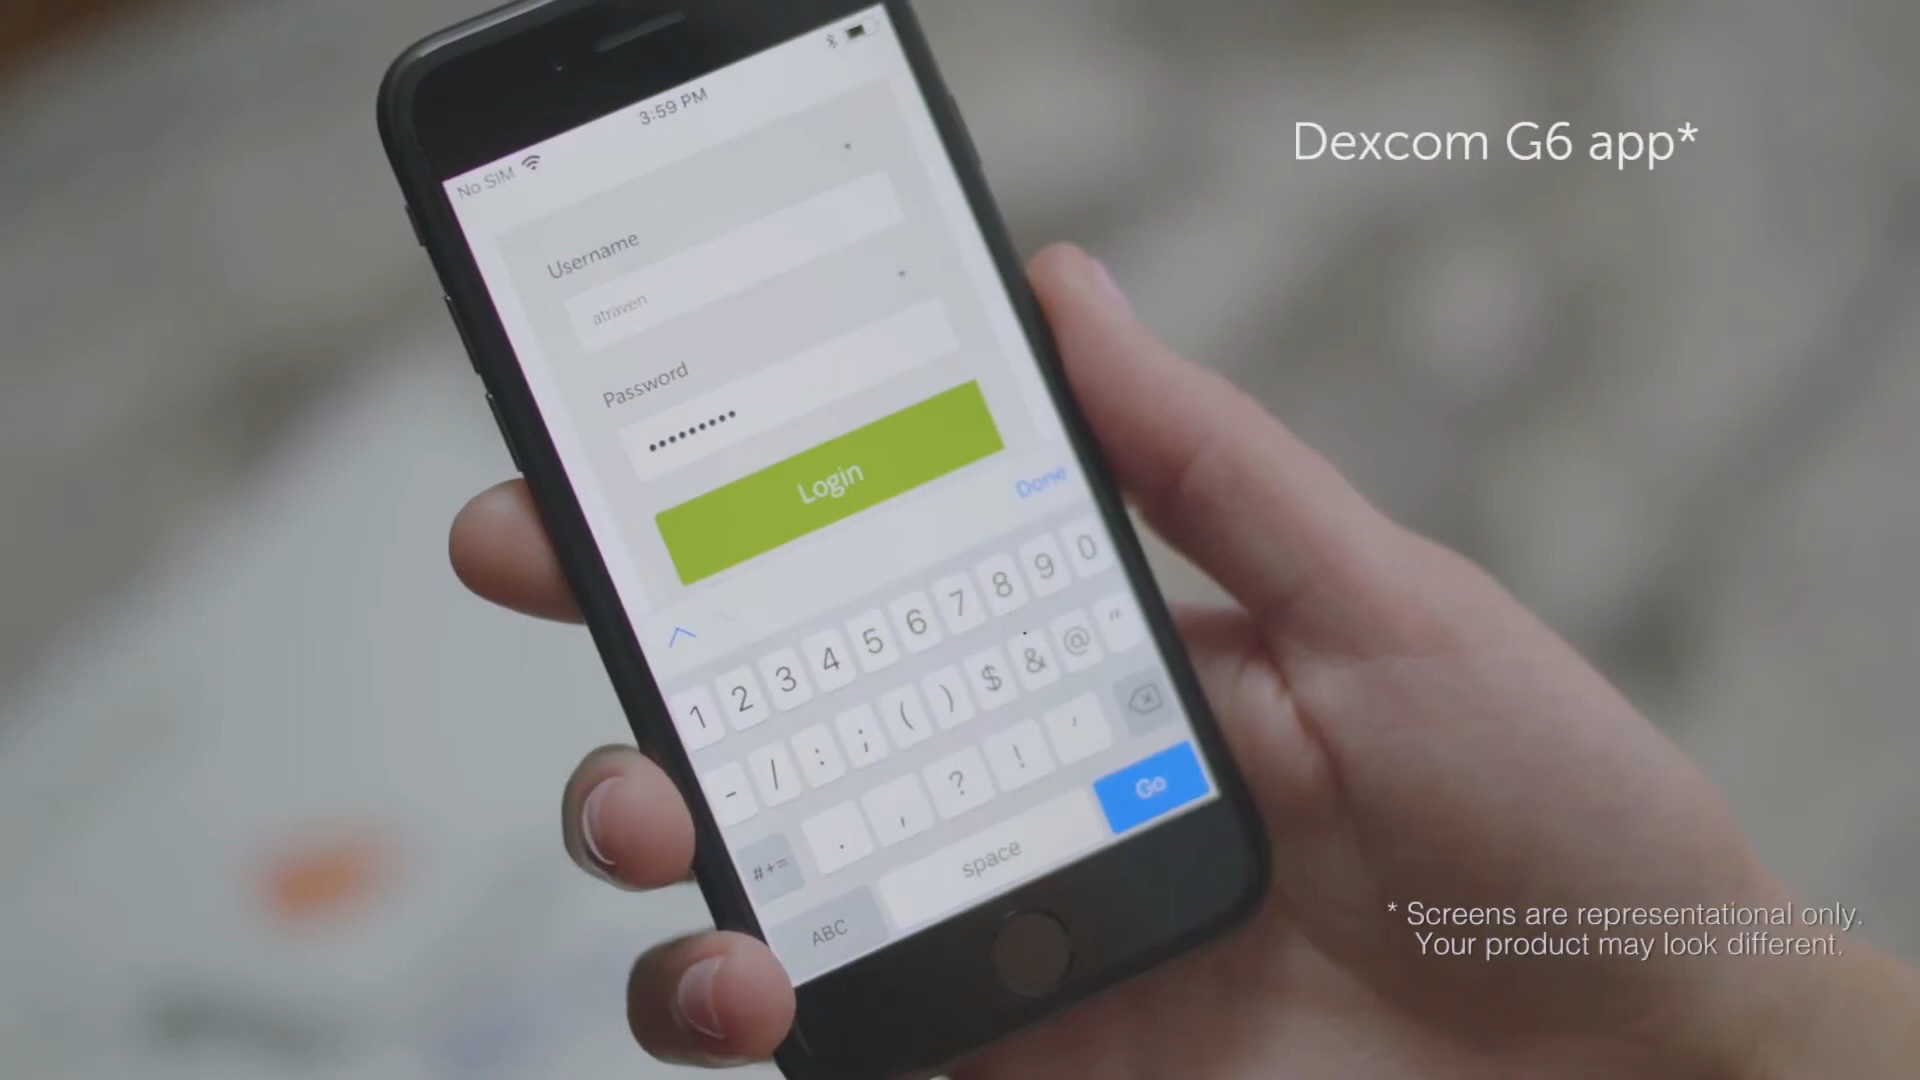 3:59 PM
No SIM
Dexcom G6 app*
Username
atraven
Password
•••••••••
Login
Done
1 2 3 4 5 6 7 8 9 0
- / : ; ( ) $ & @ "
#+= . , ? ! '
ABC space Go
* Screens are representational only.
Your product may look different.